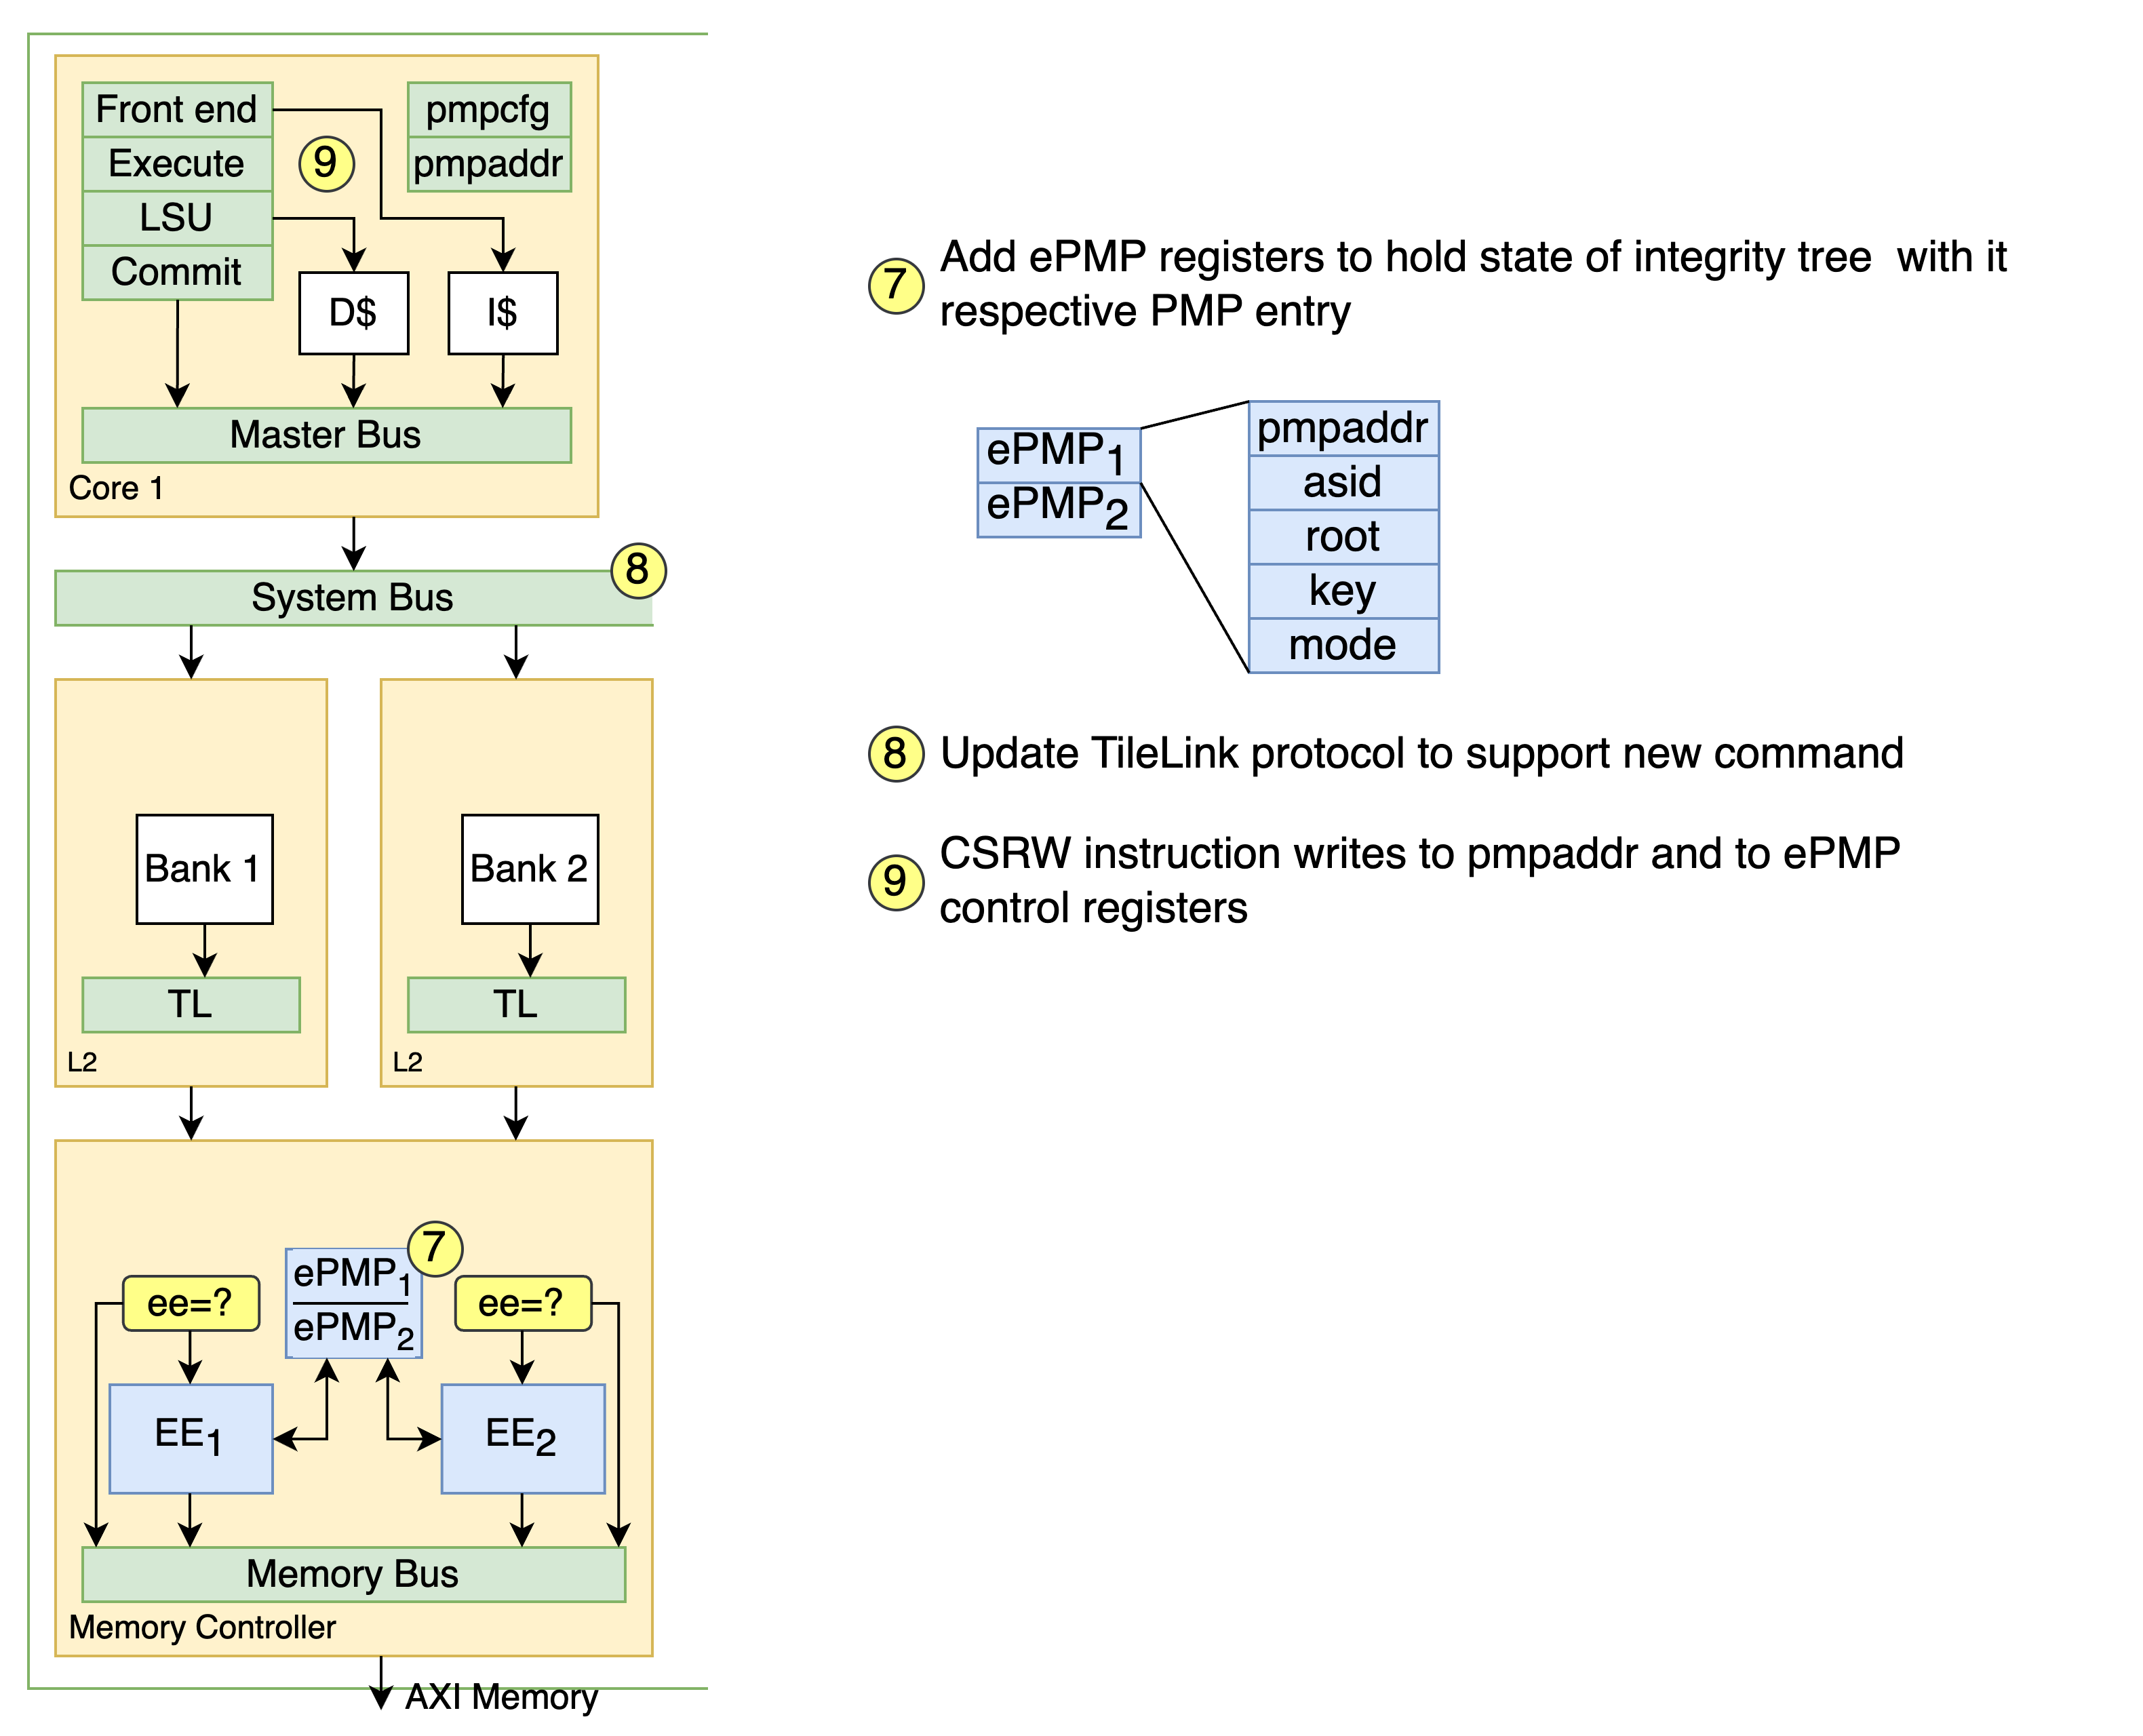 Front end
Execute
LSU
Commit
9
pmpcfg
pmpaddr
D$
I$
Master Bus
Core 1
8
System Bus
Bank 1
TL
L2
Bank 2
TL
L2
7
ee=?
ePMP1
ePMP2
ee=?
EE1
EE2
Memory Bus
Memory Controller
AXI Memory
7
Add ePMP registers to hold state of integrity tree with it
respective PMP entry
ePMP1
ePMP2
pmpaddr
asid
root
key
mode
8
Update TileLink protocol to support new command
9
CSRW instruction writes to pmpaddr and to ePMP
control registers